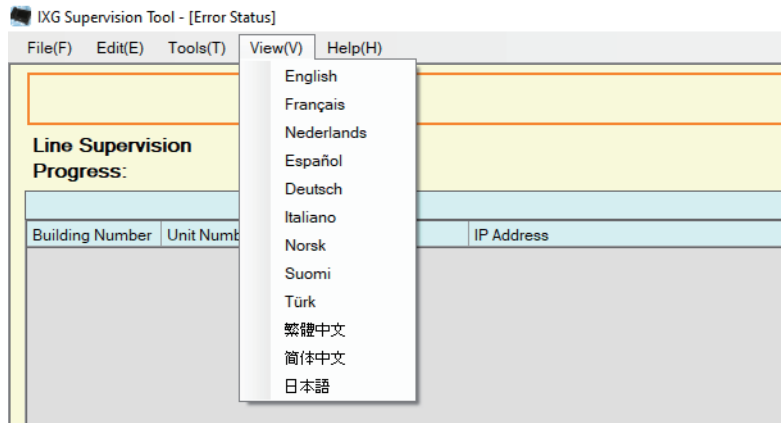 IXG Supervision Tool - [Error Status]
File(F) Edit(E) Tools(T) View(V) Help(H)
English
Français
Nederlands
Español
Deutsch
Italiano
Norsk
Suomi
Türk
繁體中文
简体中文
日本語
Line Supervision
Progress:
Building Number Unit Numb IP Address